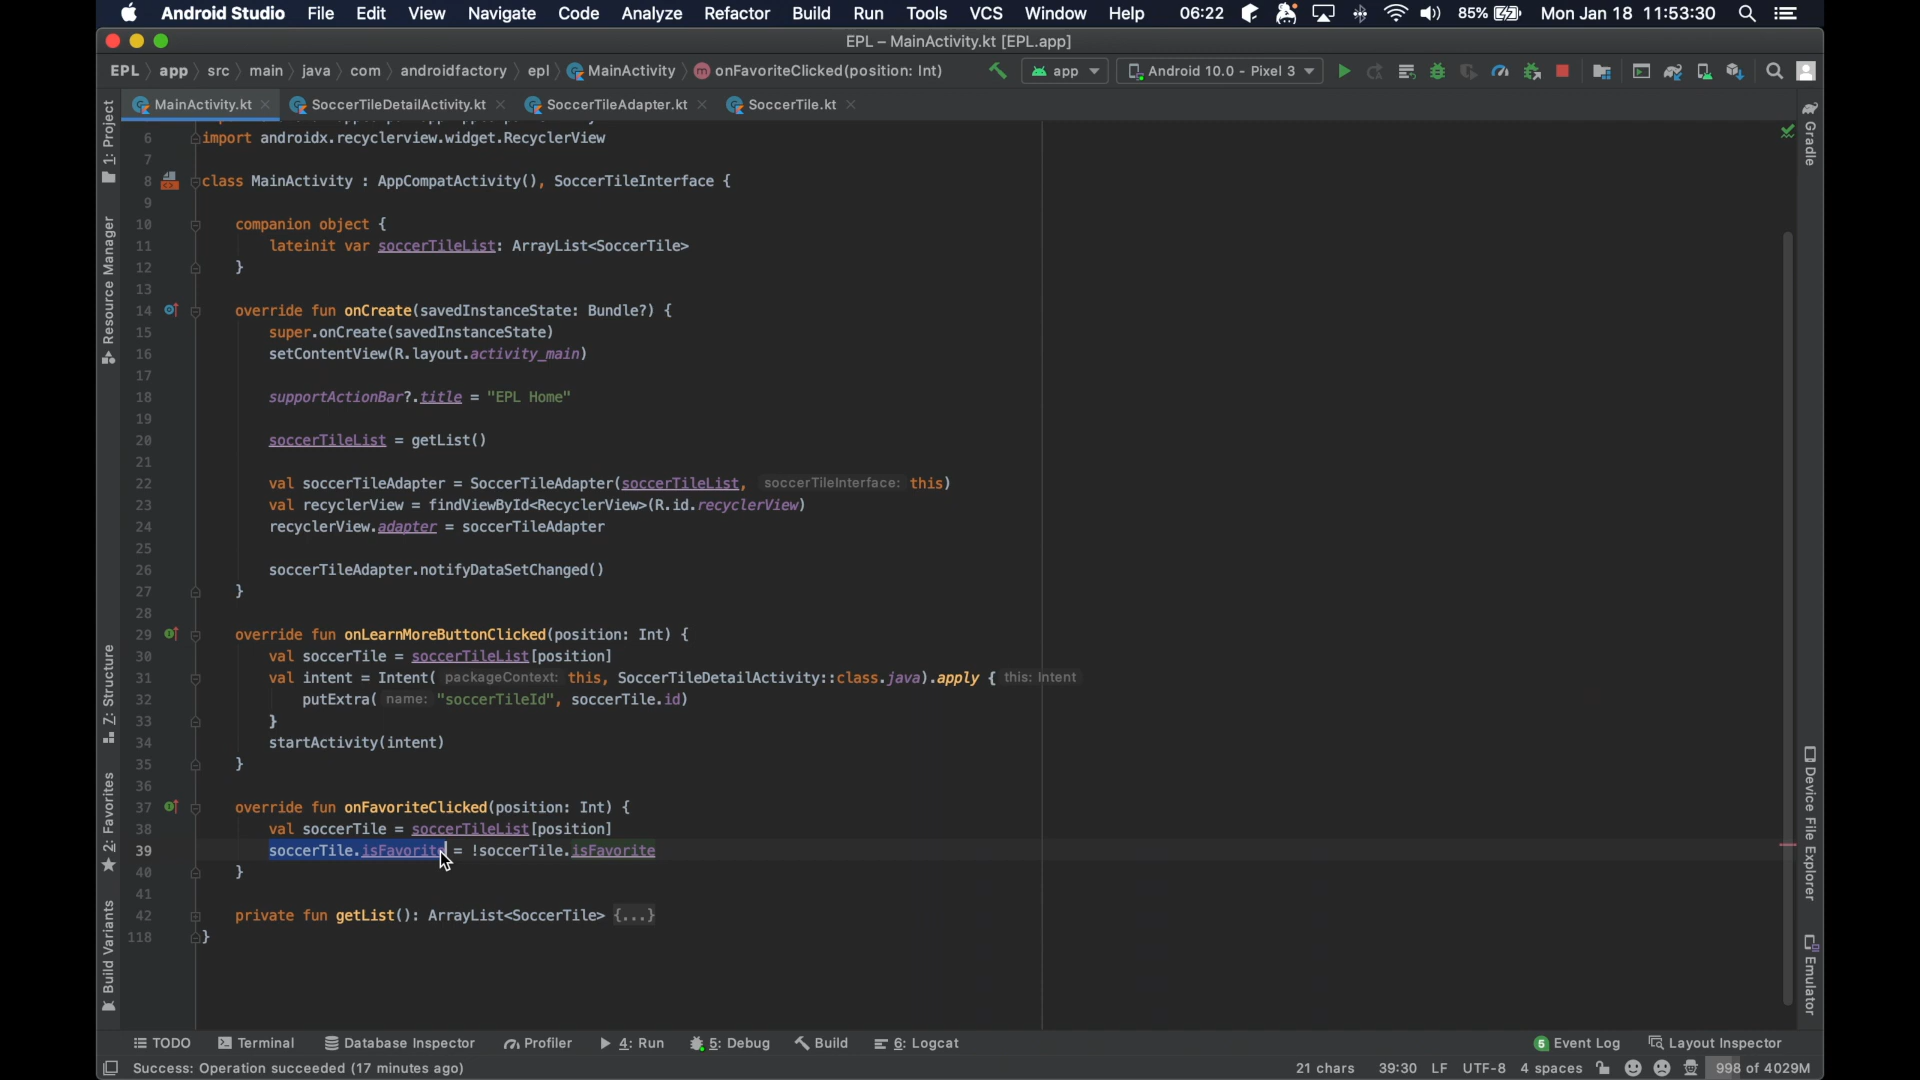 Android Studio File Edit View Navigate Code Analyze Refactor Build Run Tools VCS Window Help 06:22 85% Mon Jan 18 11:53:30
EPL – MainActivity.kt [EPL.app]
EPL app src main java com androidfactory epl MainActivity onFavoriteClicked(position: Int) app Android 10.0 - Pixel 3
MainActivity.kt SoccerTileDetailActivity.kt SoccerTileAdapter.kt SoccerTile.kt
1: Project
Resource Manager
Z: Structure
2: Favorites
Build Variants
6 import androidx.recyclerview.widget.RecyclerView
7
8 class MainActivity : AppCompatActivity(), SoccerTileInterface {
9
10 companion object {
11 lateinit var soccerTileList: ArrayList<SoccerTile>
12 }
13
14 override fun onCreate(savedInstanceState: Bundle?) {
15 super.onCreate(savedInstanceState)
16 setContentView(R.layout.activity_main)
17
18 supportActionBar?.title = "EPL Home"
19
20 soccerTileList = getList()
21
22 val soccerTileAdapter = SoccerTileAdapter(soccerTileList, soccerTileInterface: this)
23 val recyclerView = findViewById<RecyclerView>(R.id.recyclerView)
24 recyclerView.adapter = soccerTileAdapter
25
26 soccerTileAdapter.notifyDataSetChanged()
27 }
28
29 override fun onLearnMoreButtonClicked(position: Int) {
30 val soccerTile = soccerTileList[position]
31 val intent = Intent( packageContext: this, SoccerTileDetailActivity::class.java).apply { this: Intent
32 putExtra( name: "soccerTileId", soccerTile.id)
33 }
34 startActivity(intent)
35 }
36
37 override fun onFavoriteClicked(position: Int) {
38 val soccerTile = soccerTileList[position]
39 soccerTile.isFavorite = !soccerTile.isFavorite
40 }
41
42 private fun getList(): ArrayList<SoccerTile> {...}
118 }
Gradle
Device File Explorer
Emulator
TODO Terminal Database Inspector Profiler 4: Run 5: Debug Build 6: Logcat 5 Event Log Layout Inspector
Success: Operation succeeded (17 minutes ago) 21 chars 39:30 LF UTF-8 4 spaces 998 of 4029M